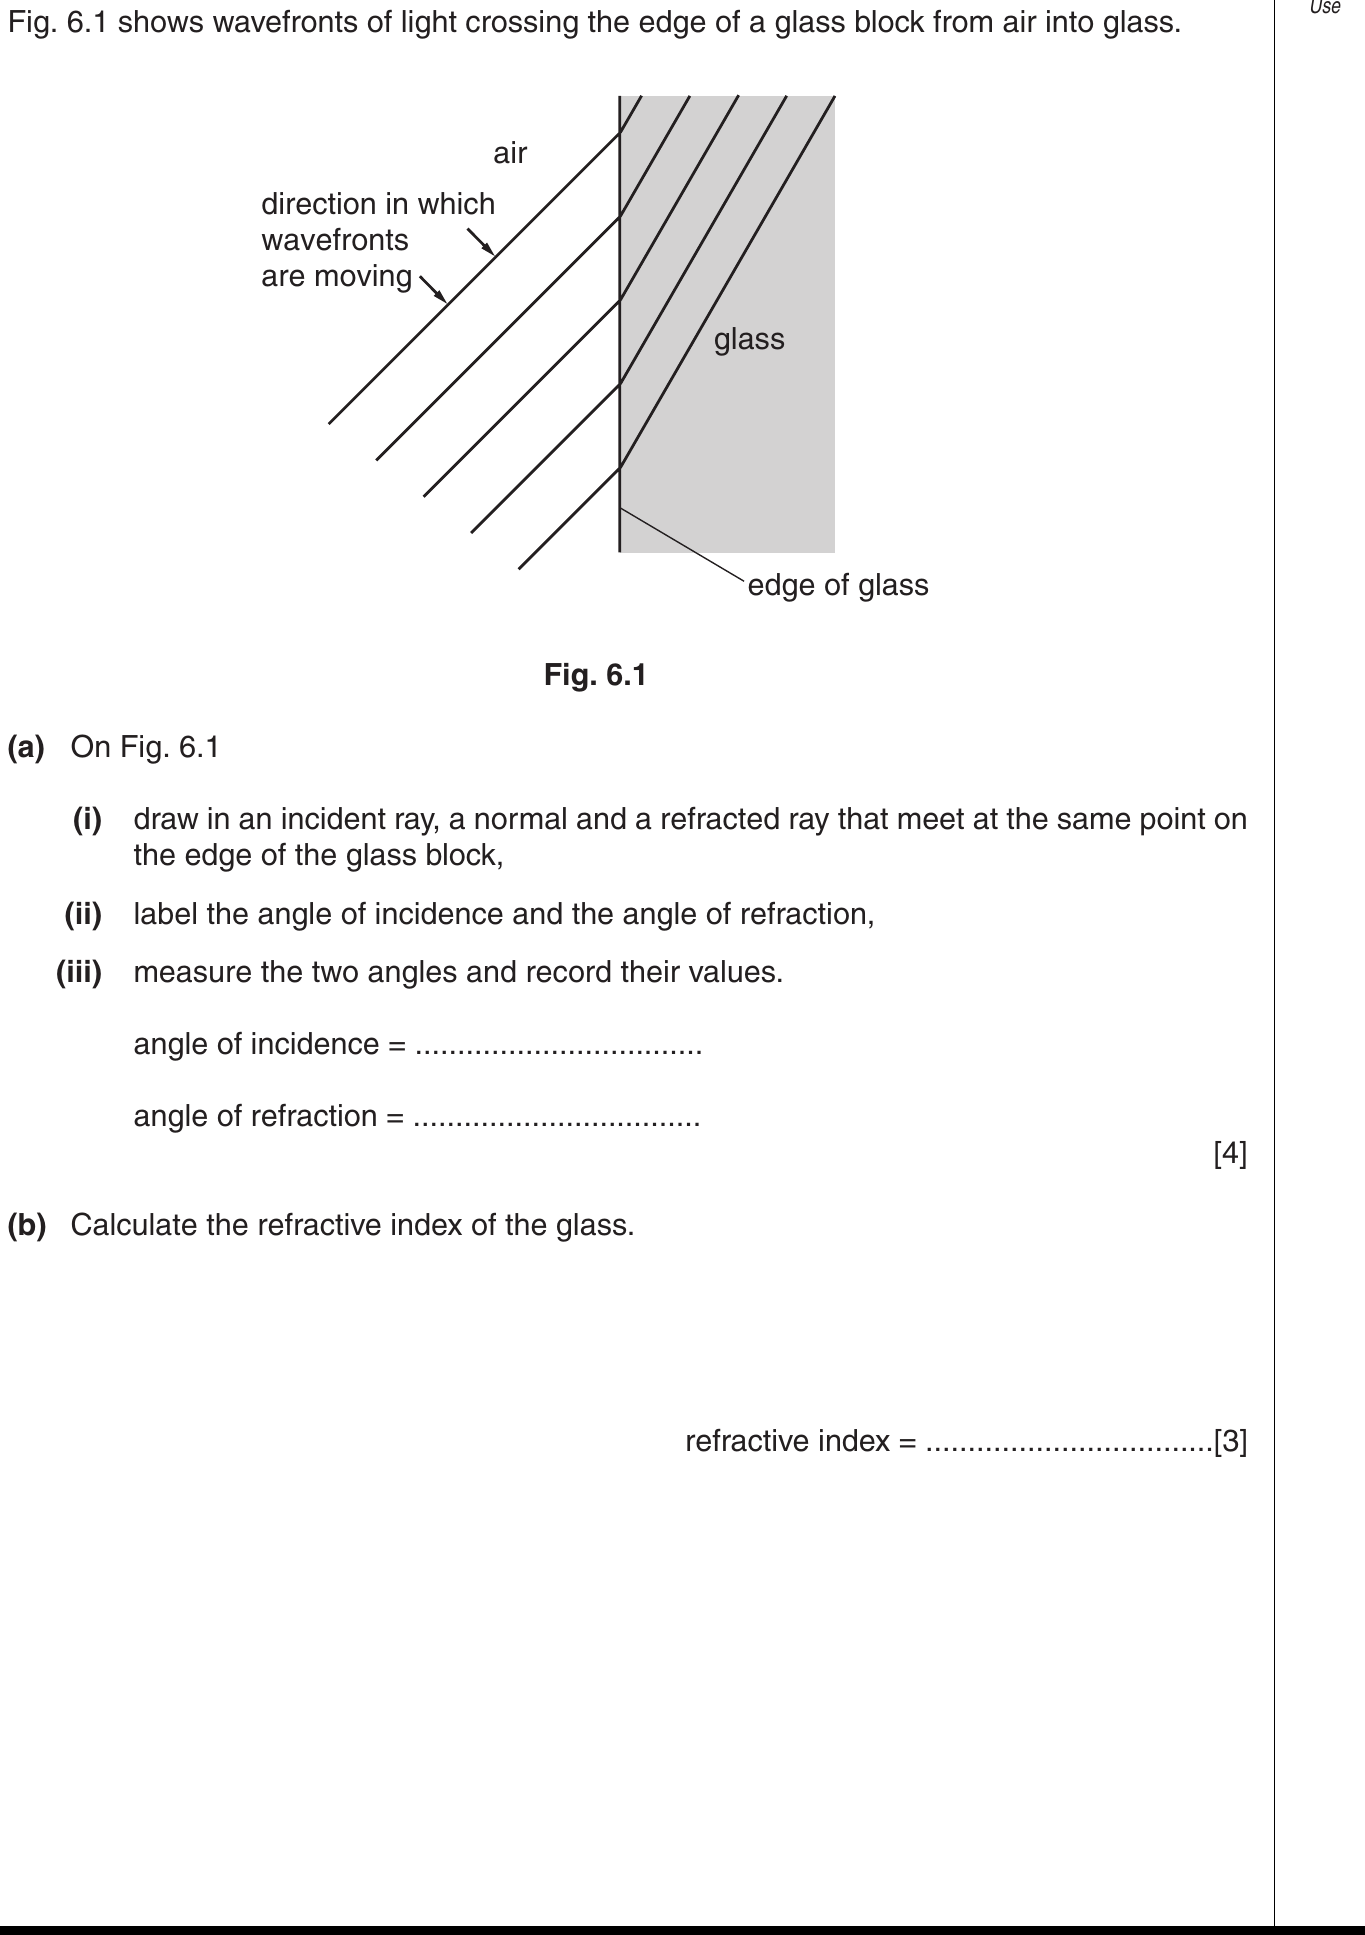 Use
Fig. 6.1 shows wavefronts of light crossing the edge of a glass block from air into glass.
air
direction in which
wavefronts
are moving
glass
edge of glass
Fig. 6.1
(a) On Fig. 6.1
(i) draw in an incident ray, a normal and a refracted ray that meet at the same point on
the edge of the glass block,
(ii) label the angle of incidence and the angle of refraction,
(iii) measure the two angles and record their values.
angle of incidence = ..................................
angle of refraction = ..................................
[4]
(b) Calculate the refractive index of the glass.
refractive index = ..................................[3]